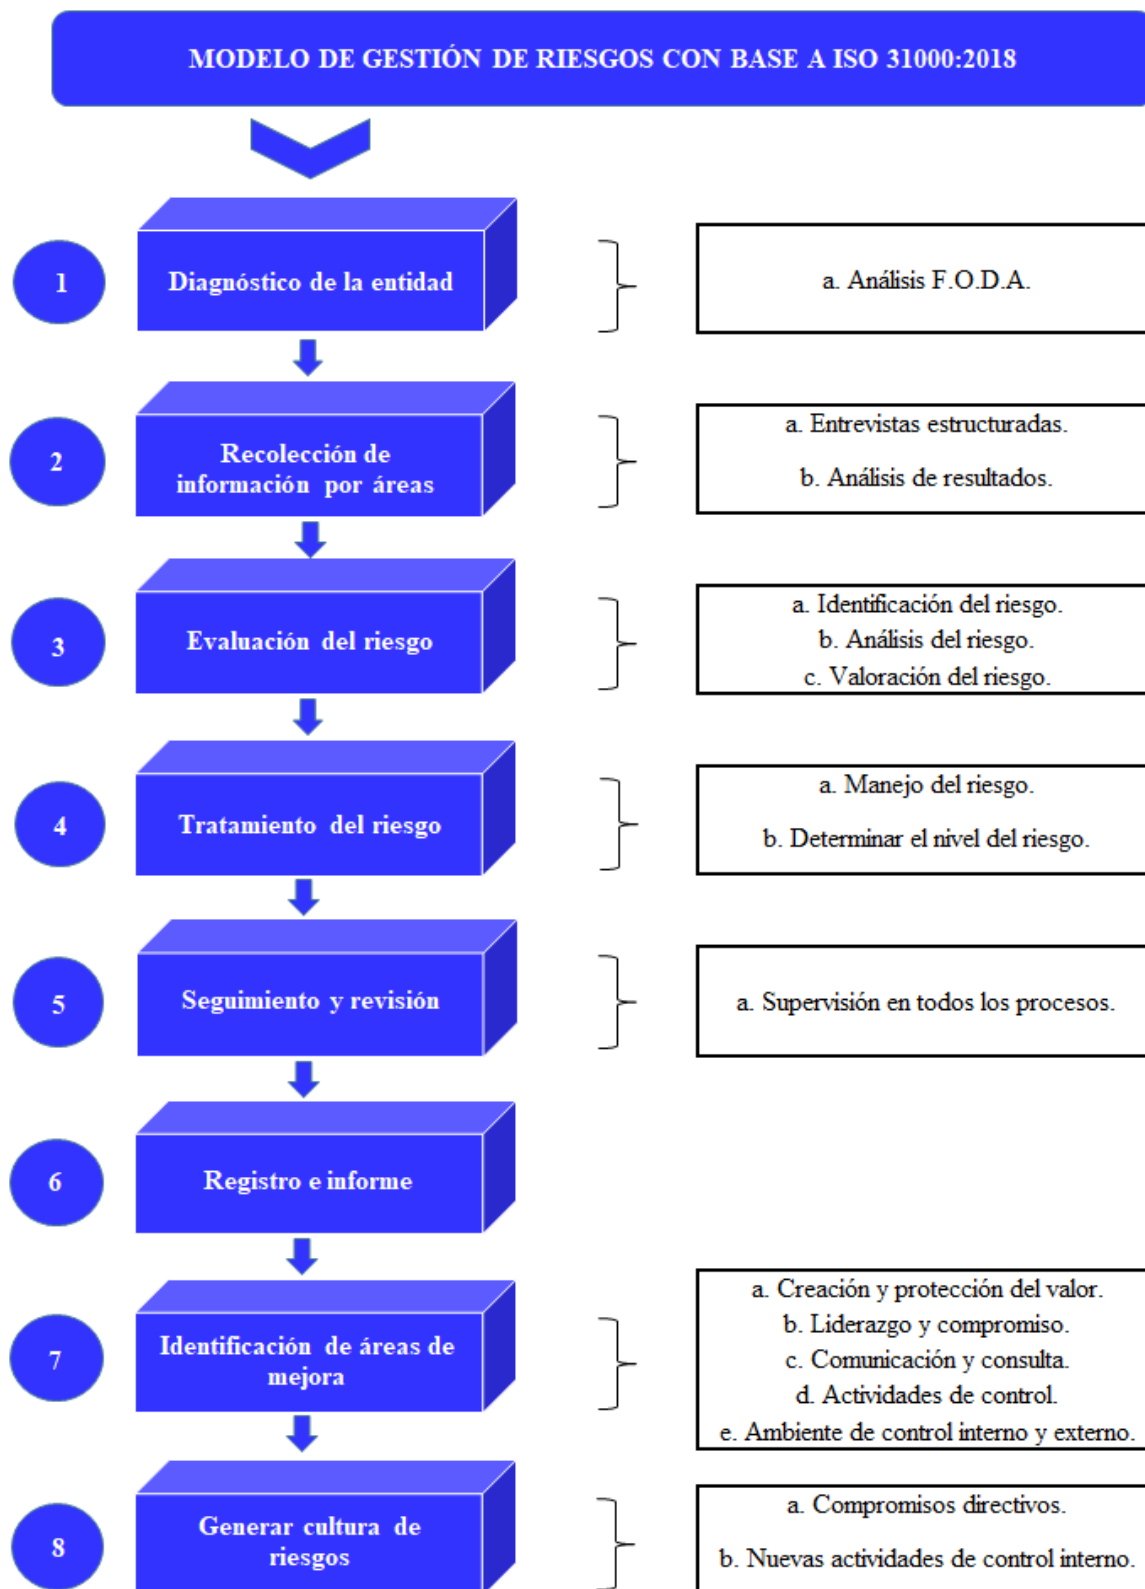 MODELO DE GESTIÓN DE RIESGOS CON BASE A ISO 31000:2018
1
Diagnóstico de la entidad
a. Análisis F.O.D.A.
2
Recolección de
información por áreas
a. Entrevistas estructuradas.
b. Análisis de resultados.
3
Evaluación del riesgo
a. Identificación del riesgo.
b. Análisis del riesgo.
c. Valoración del riesgo.
4
Tratamiento del riesgo
a. Manejo del riesgo.
b. Determinar el nivel del riesgo.
5
Seguimiento y revisión
a. Supervisión en todos los procesos.
6
Registro e informe
7
Identificación de áreas de
mejora
a. Creación y protección del valor.
b. Liderazgo y compromiso.
c. Comunicación y consulta.
d. Actividades de control.
e. Ambiente de control interno y externo.
8
Generar cultura de
riesgos
a. Compromisos directivos.
b. Nuevas actividades de control interno.